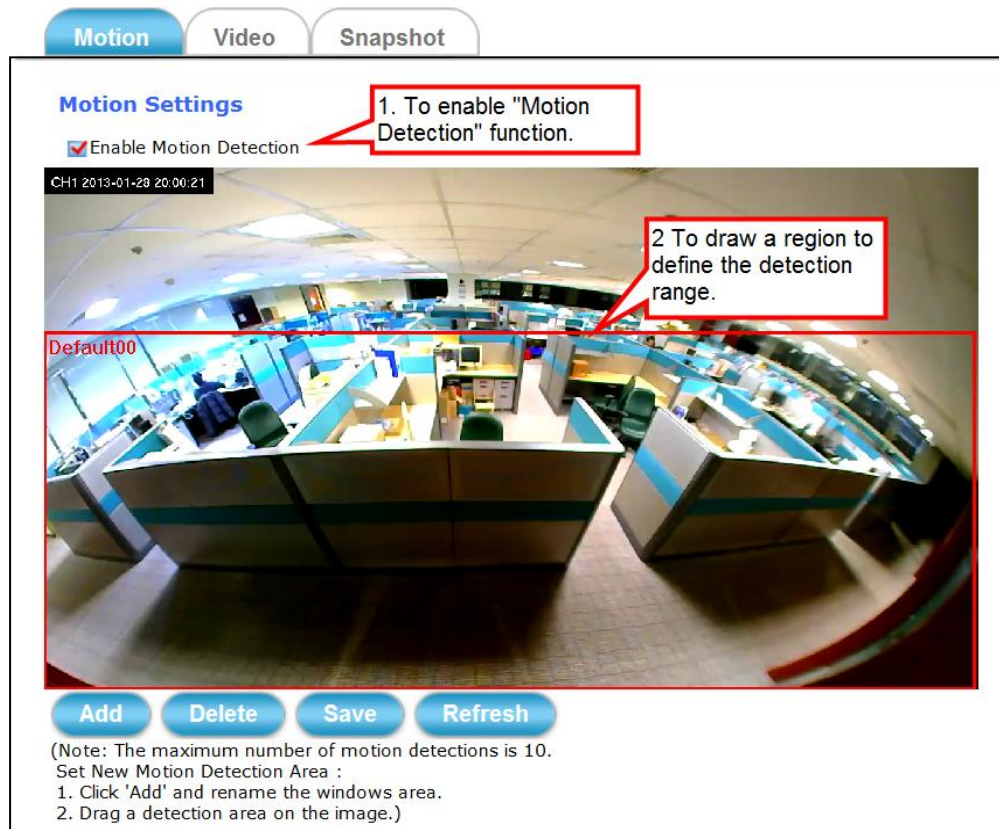 Motion Video Snapshot
Motion Settings
1. To enable "Motion
Detection" function.
Enable Motion Detection
CH1 2013-01-29 20:00:21
2 To draw a region to
define the detection
range.
Default00
Add Delete Save Refresh
(Note: The maximum number of motion detections is 10.
Set New Motion Detection Area :
1. Click 'Add' and rename the windows area.
2. Drag a detection area on the image.)